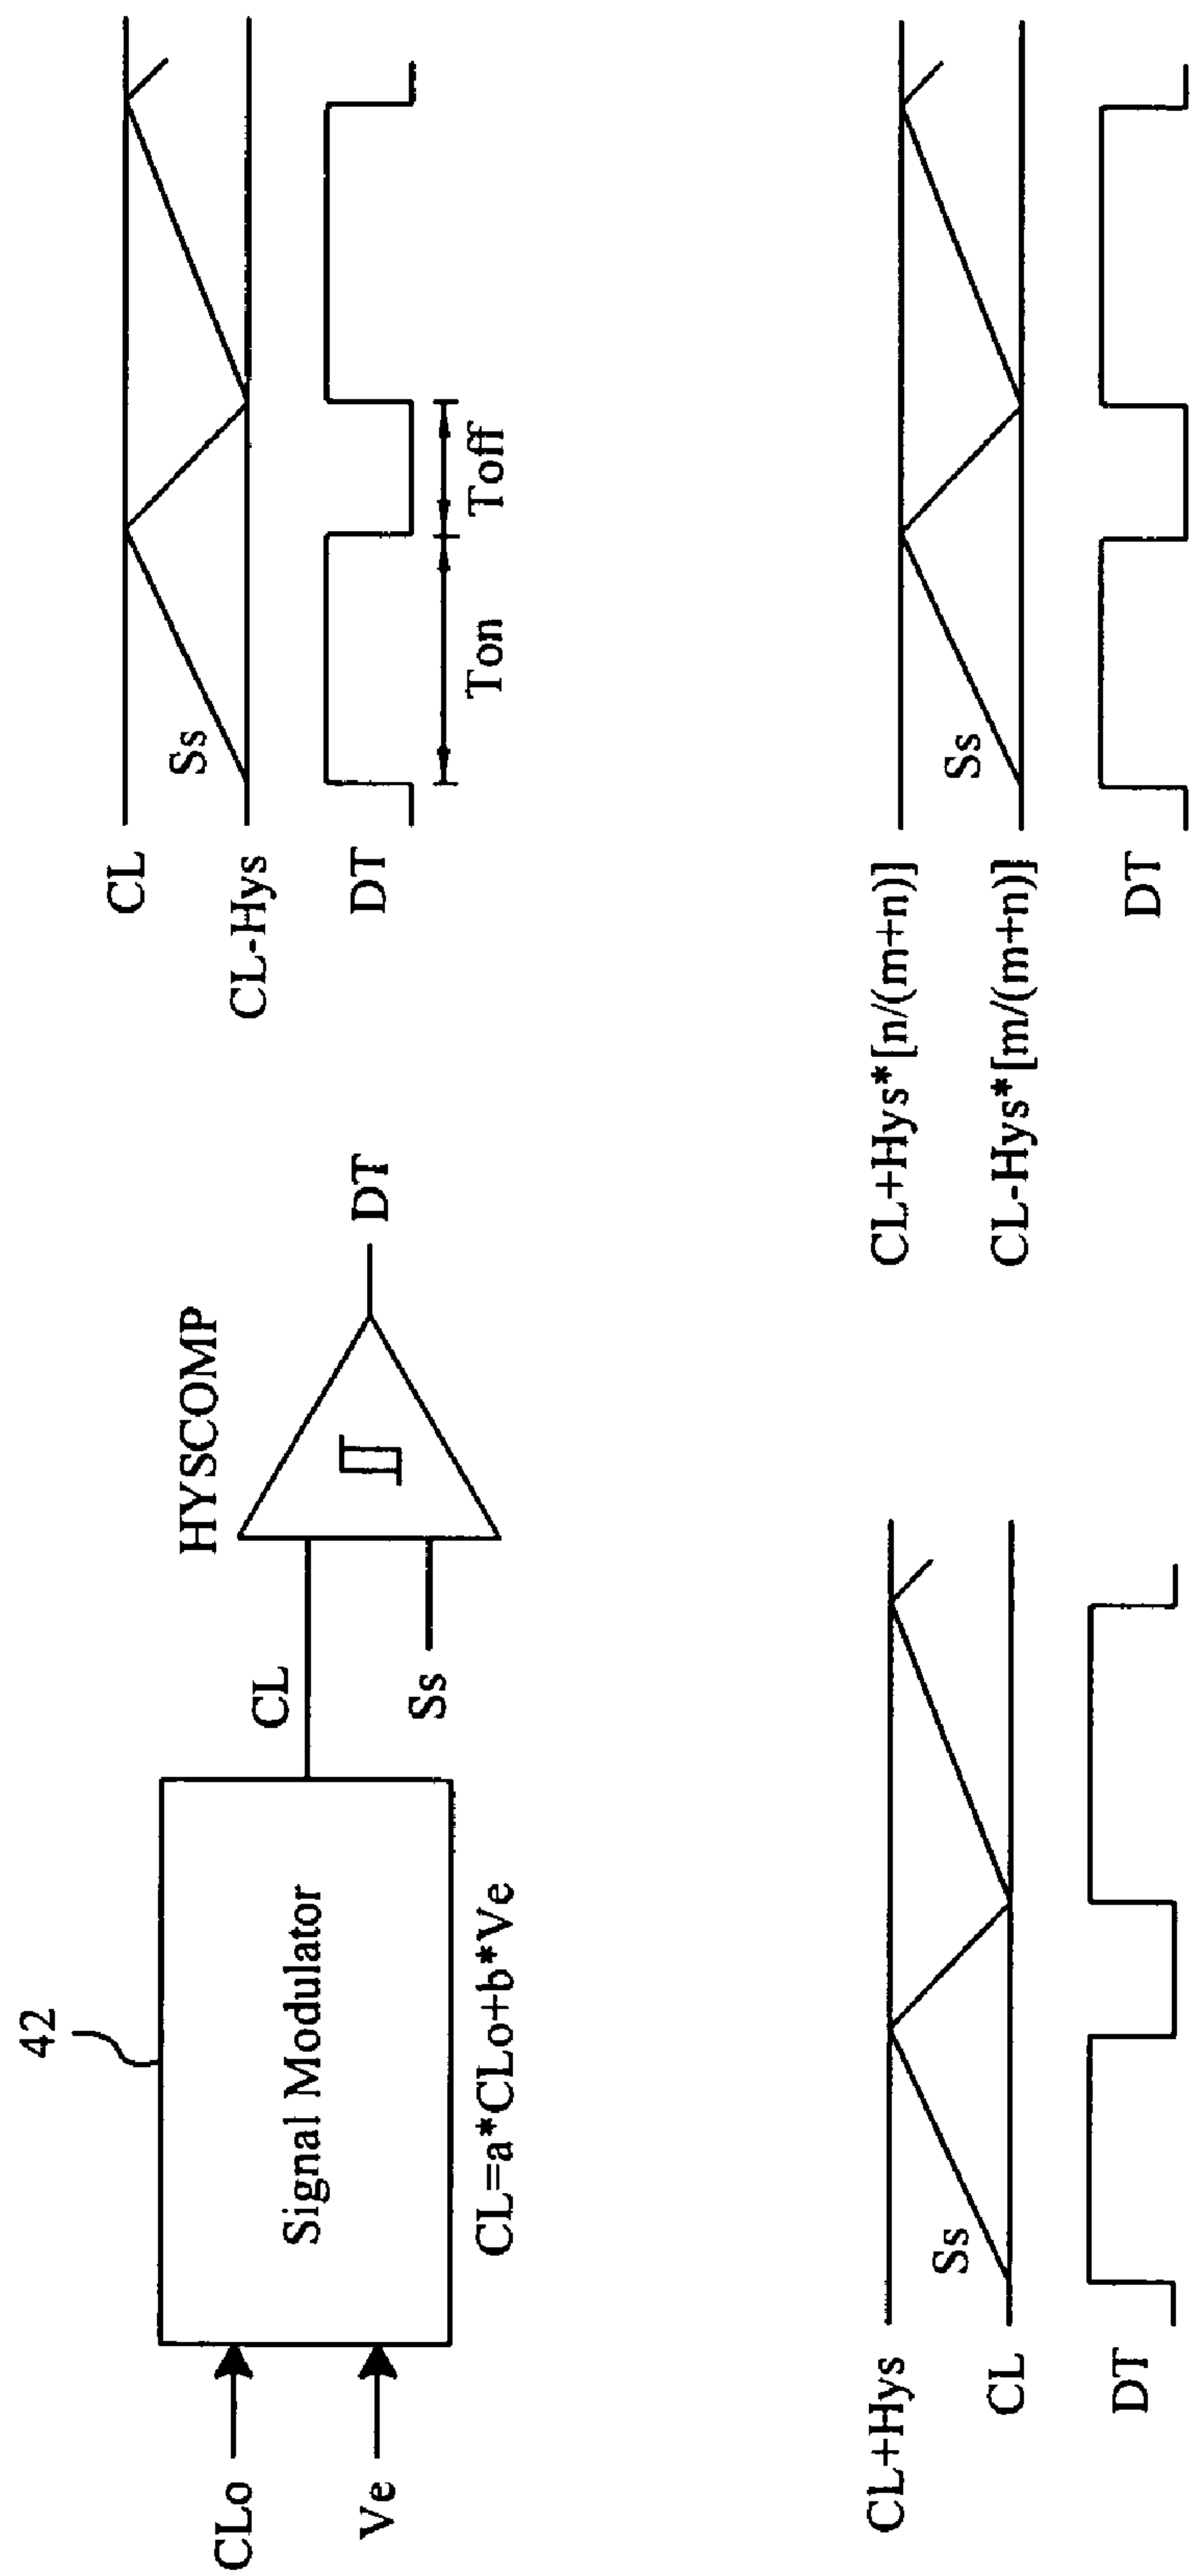 42
CLo
Ve
Signal Modulator
CL=a*CLo+b*Ve
CL
Ss
HYSCOMP
DT
CL
CL-Hys
Ss
DT
Ton
Toff
CL+Hys
CL
Ss
DT
CL+Hys*[n/(m+n)]
CL-Hys*[m/(m+n)]
Ss
DT